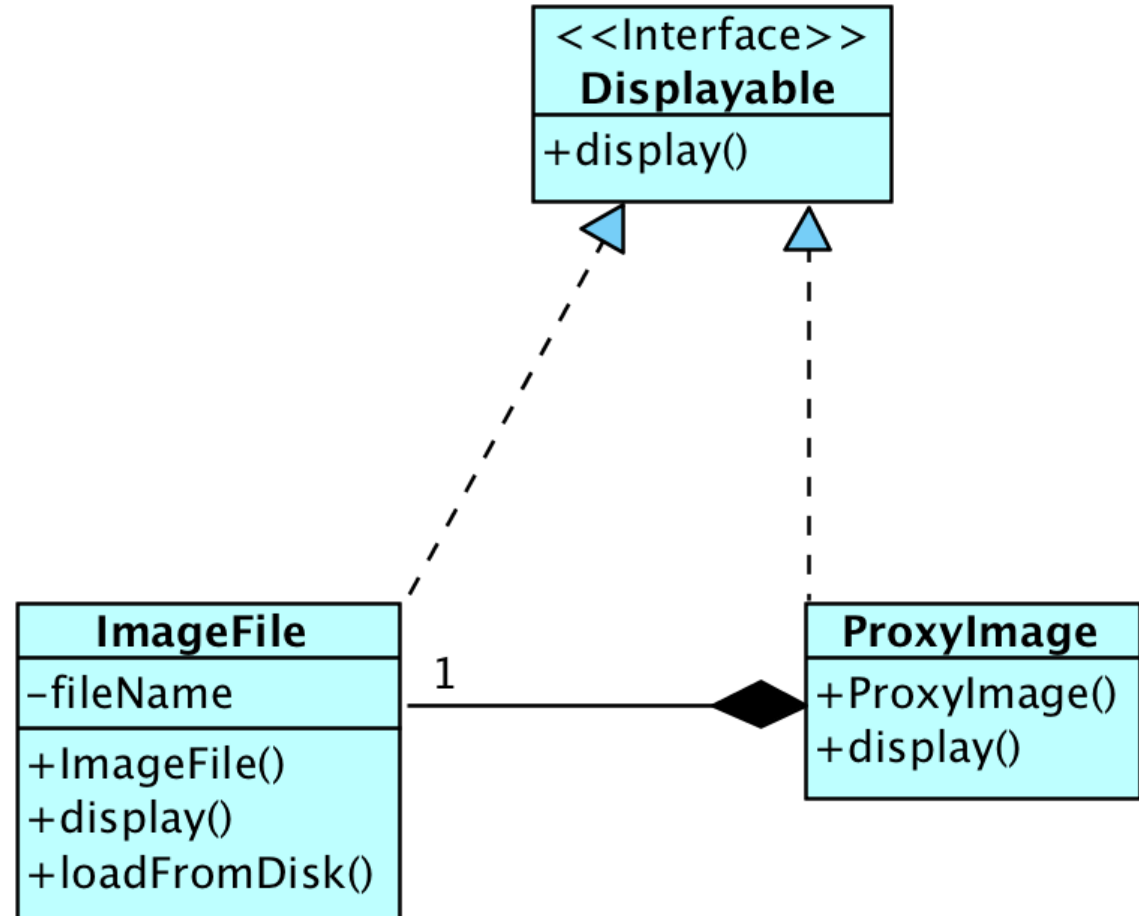 <<Interface>>
Displayable
+display()
ImageFile
-fileName
+ImageFile()
+display()
+loadFromDisk()
1
ProxyImage
+ProxyImage()
+display()